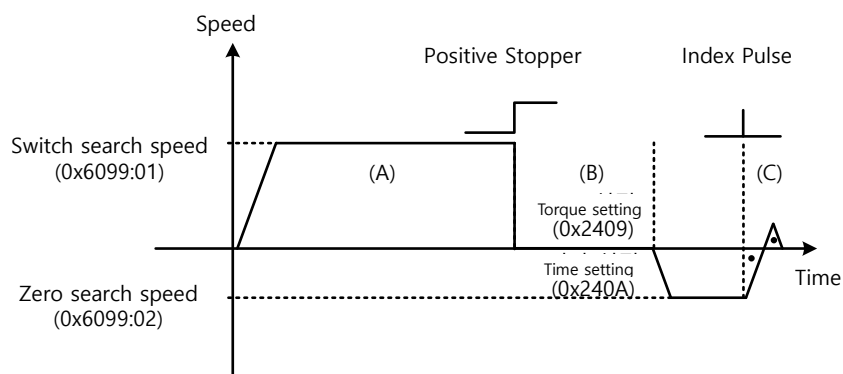 Speed
Positive Stopper
Index Pulse
Switch search speed
(0x6099:01)
(A)
(B)
(C)
Torque setting
(0x2409)
Time setting
(0x240A)
Time
Zero search speed
(0x6099:02)